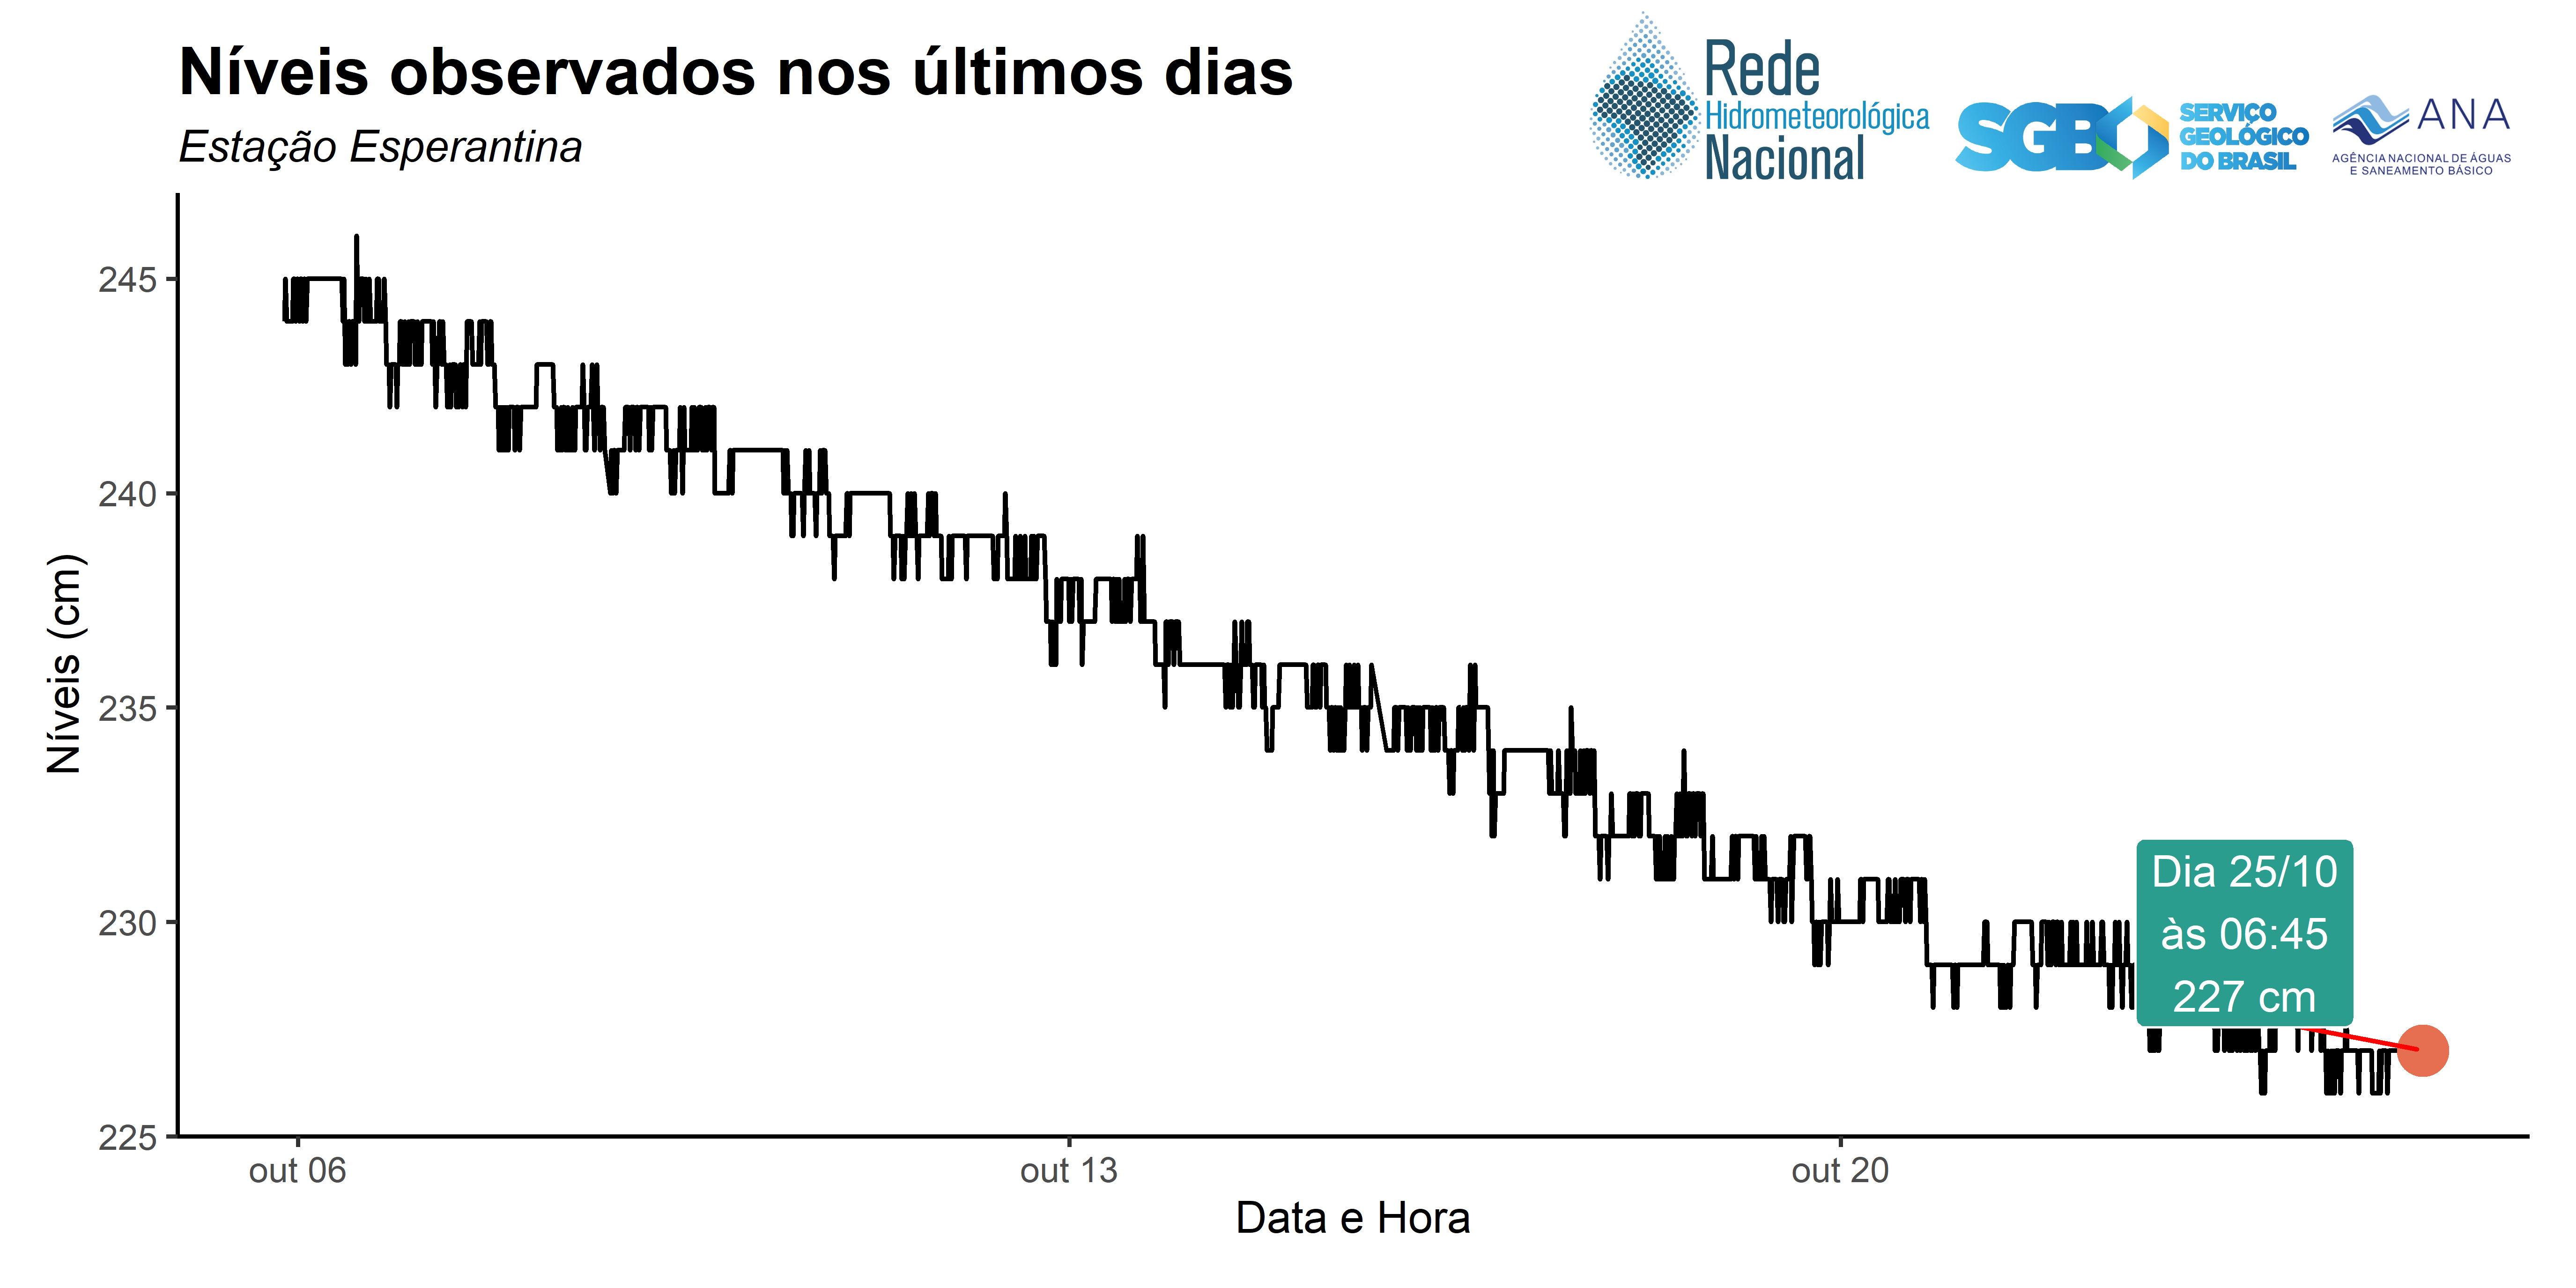 Níveis observados nos últimos dias
Estação Esperantina
Rede
Hidrometeorológica
Nacional
SGB
SERVIÇO
GEOLÓGICO
DO BRASIL
ANA
AGÊNCIA NACIONAL DE ÁGUAS
E SANEAMENTO BÁSICO
Níveis (cm)
245
240
235
230
225
Dia 25/10
às 06:45
227 cm
out 06
out 13
out 20
Data e Hora